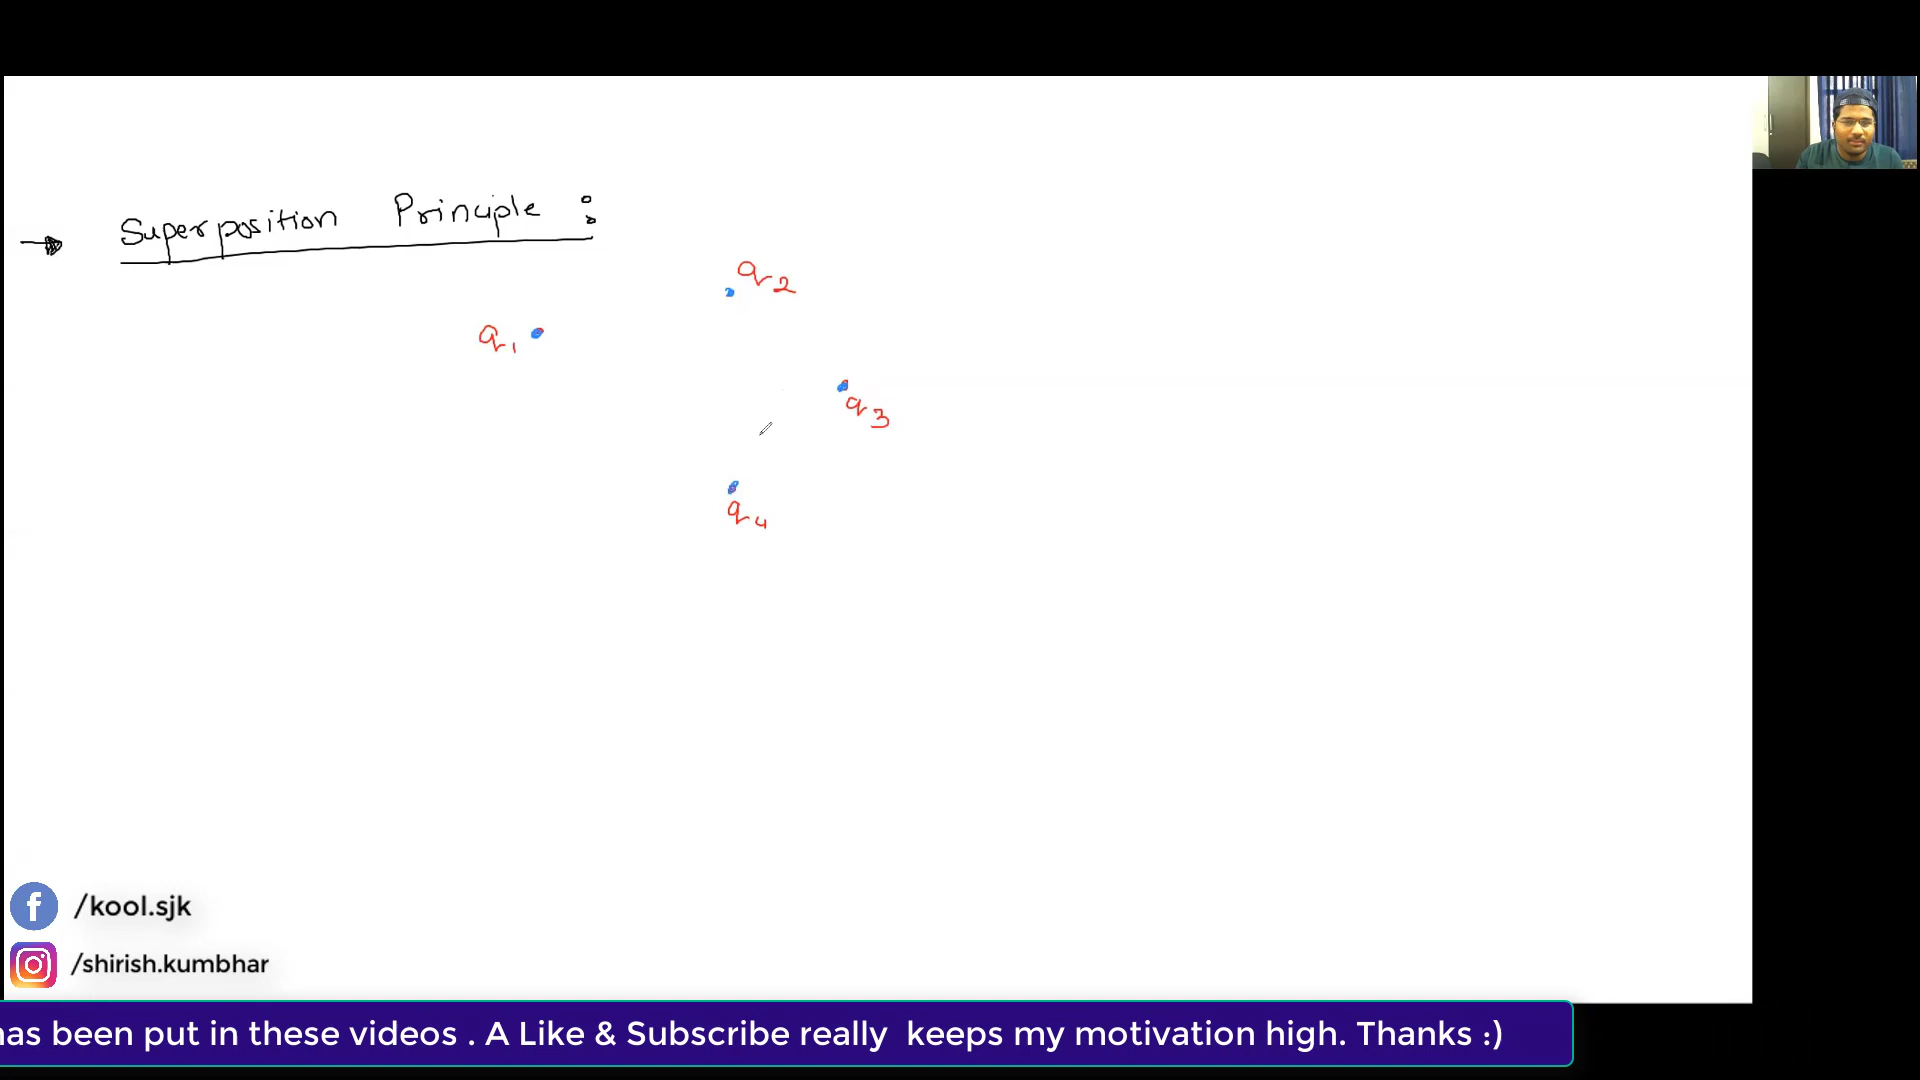 Superposition Principle :
q2
q1
q3
q4
/kool.sjk
/shirish.kumbhar
has been put in these videos . A Like & Subscribe really keeps my motivation high. Thanks :)